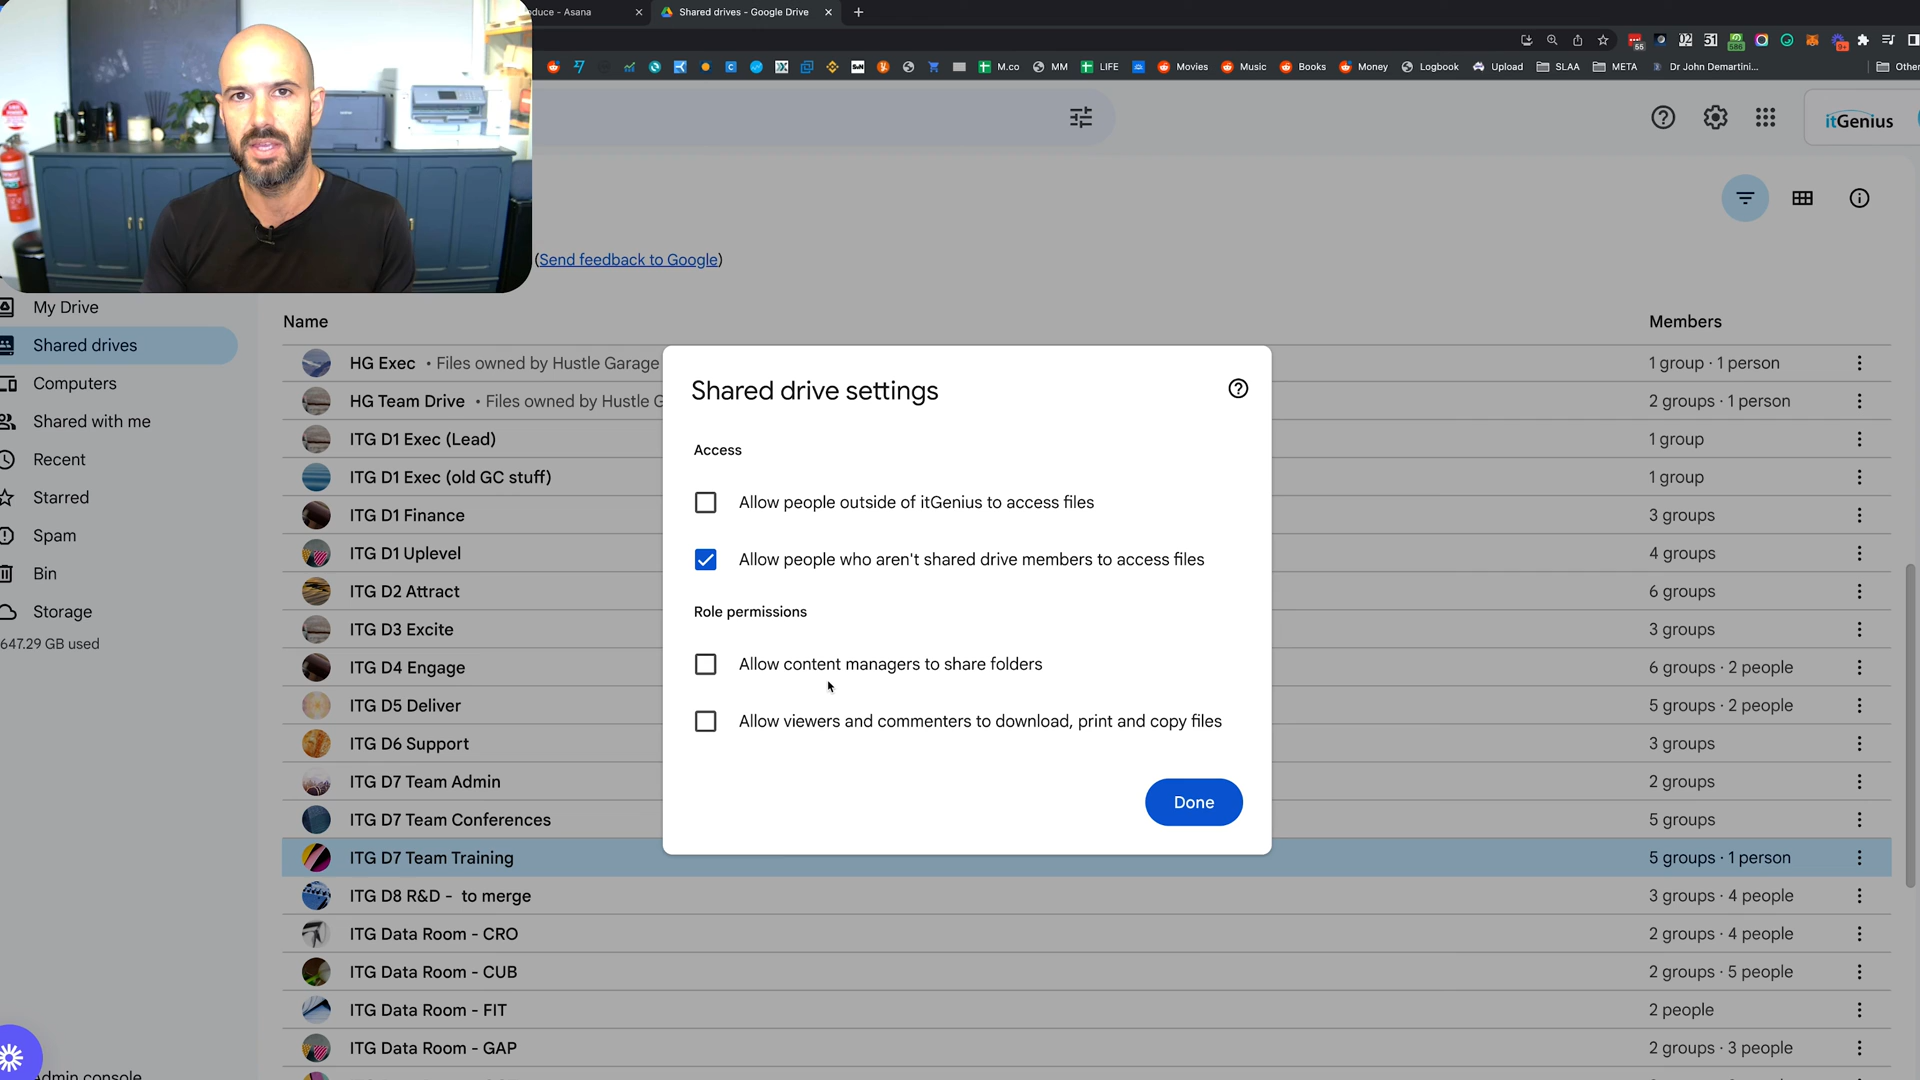 oduce - Asana
Shared drives - Google Drive
M.co
MM
LIFE
Movies
Music
Books
Money
Logbook
Upload
SLAA
META
Dr John Demartini...
Other
itGenius
(Send feedback to Google)
My Drive
Shared drives
Computers
Shared with me
Recent
Starred
Spam
Bin
Storage
647.29 GB used
dmin console
Name
Members
HG Exec • Files owned by Hustle Garage
1 group · 1 person
HG Team Drive • Files owned by Hustle G
2 groups · 1 person
ITG D1 Exec (Lead)
1 group
ITG D1 Exec (old GC stuff)
1 group
ITG D1 Finance
3 groups
ITG D1 Uplevel
4 groups
ITG D2 Attract
6 groups
ITG D3 Excite
3 groups
ITG D4 Engage
6 groups · 2 people
ITG D5 Deliver
5 groups · 2 people
ITG D6 Support
3 groups
ITG D7 Team Admin
2 groups
ITG D7 Team Conferences
5 groups
ITG D7 Team Training
5 groups · 1 person
ITG D8 R&D - to merge
3 groups · 4 people
ITG Data Room - CRO
2 groups · 4 people
ITG Data Room - CUB
2 groups · 5 people
ITG Data Room - FIT
2 people
ITG Data Room - GAP
2 groups · 3 people
Shared drive settings
Access
Allow people outside of itGenius to access files
Allow people who aren't shared drive members to access files
Role permissions
Allow content managers to share folders
Allow viewers and commenters to download, print and copy files
Done